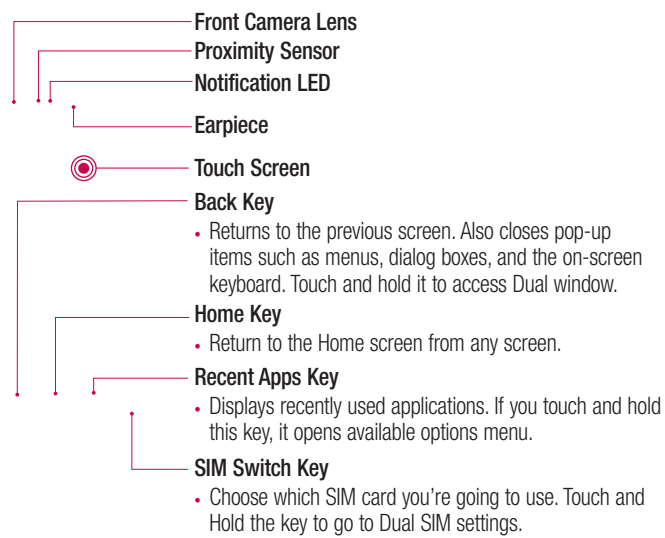 Front Camera Lens
Proximity Sensor
Notification LED
Earpiece
Touch Screen
Back Key
• Returns to the previous screen. Also closes pop-up
items such as menus, dialog boxes, and the on-screen
keyboard. Touch and hold it to access Dual window.
Home Key
• Return to the Home screen from any screen.
Recent Apps Key
• Displays recently used applications. If you touch and hold
this key, it opens available options menu.
SIM Switch Key
• Choose which SIM card you’re going to use. Touch and
Hold the key to go to Dual SIM settings.